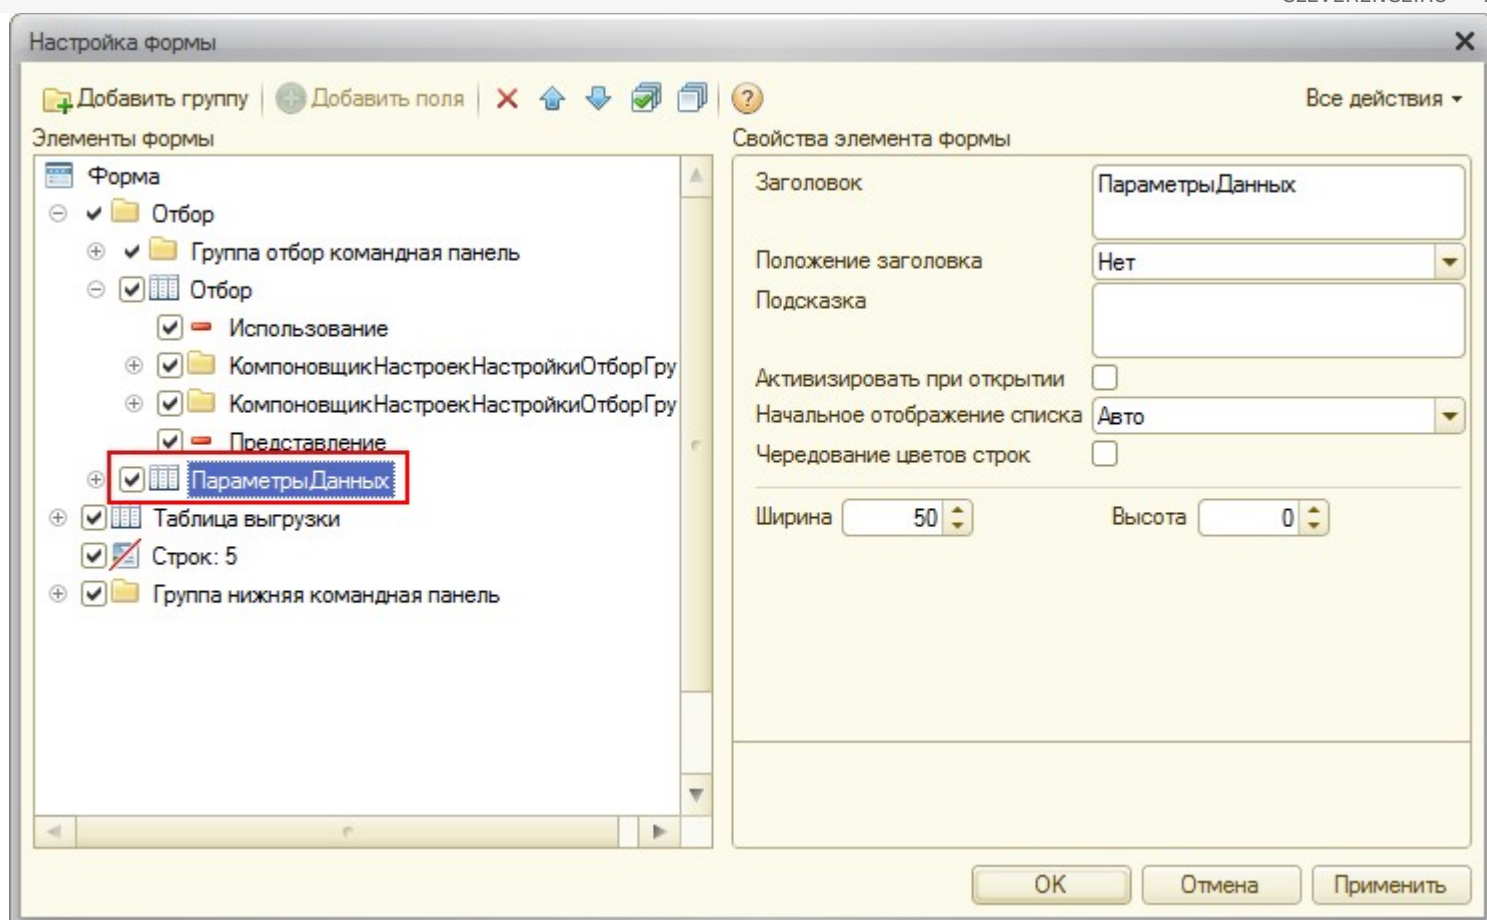 Настройка формы
Добавить группу Добавить поля ? Все действия
Элементы формы
Свойства элемента формы
Форма
Отбор
Группа отбор командная панель
Отбор
Использование
КомпоновщикНастроекНастройкиОтборГру
КомпоновщикНастроекНастройкиОтборГру
Представление
ПараметрыДанных
Таблица выгрузки
Строк: 5
Группа нижняя командная панель
Заголовок ПараметрыДанных
Положение заголовка Нет
Подсказка
Активизировать при открытии
Начальное отображение списка Авто
Чередование цветов строк
Ширина 50 Высота 0
OK Отмена Применить